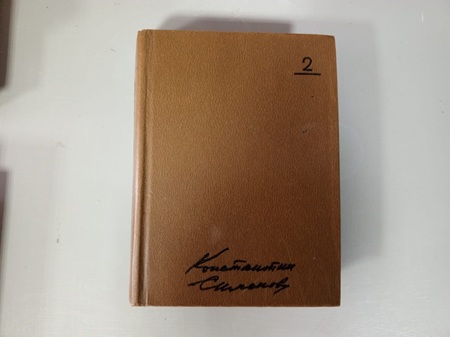 2
Константин
Симонов